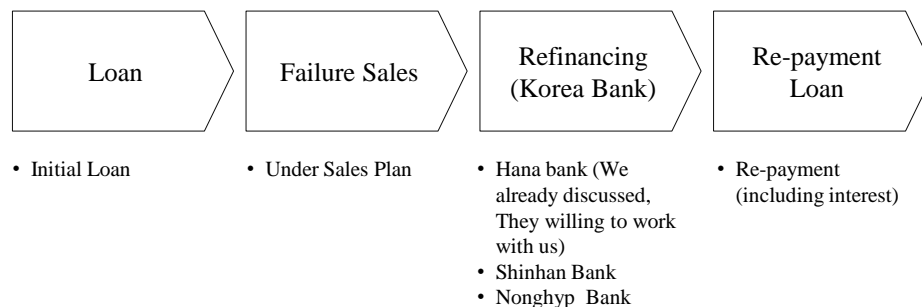 Loan
Failure Sales
Refinancing
(Korea Bank)
Re-payment
Loan
• Initial Loan
• Under Sales Plan
• Hana bank (We
already discussed,
They willing to work
with us)
• Shinhan Bank
• Nonghyp Bank
• Re-payment
(including interest)